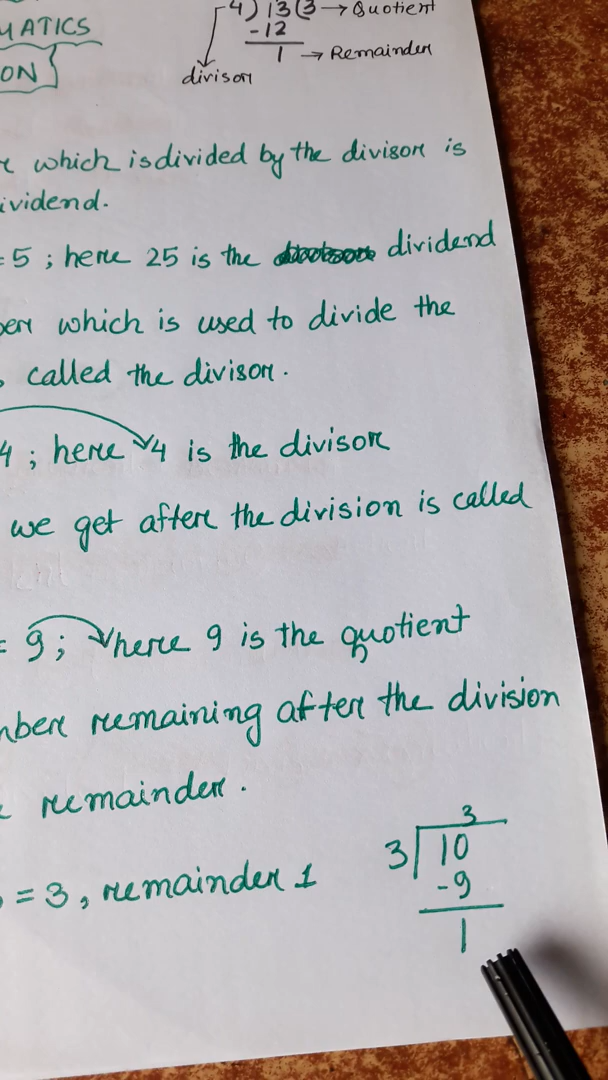 MATICS
ON
4) 13 (3 → Quotient
-12
1 → Remainder
divison
which is divided by the divisor is
ividend.
= 5 ; here 25 is the dividend
ber which is used to divide the
called the divisor.
4 ; here 4 is the divisor
we get after the division is called
= 9 ; here 9 is the quotient
mber remaining after the division
remainder.
= 3, remainder 1
3
3 10
-9
1